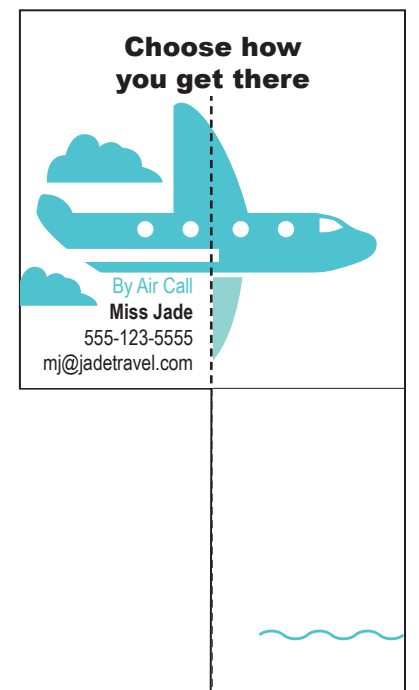 Choose how
you get there
By Air Call
Miss Jade
555-123-5555
mj@jadetravel.com